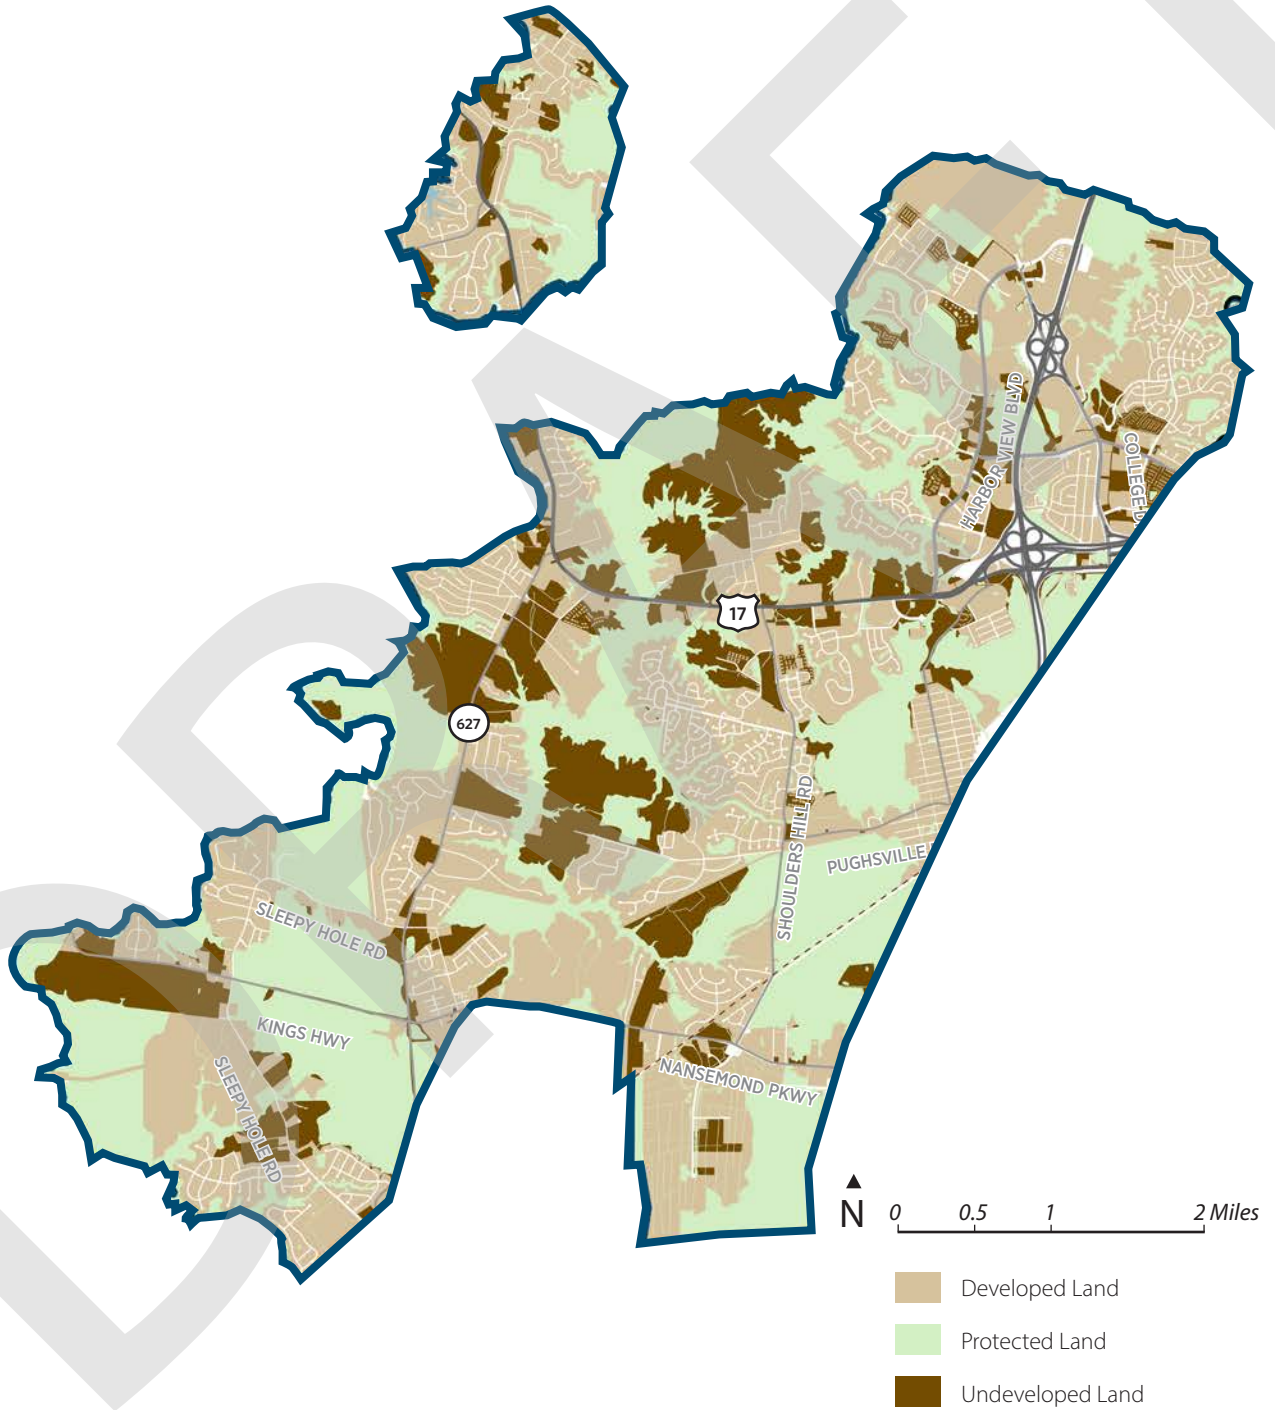 HARBOR VIEW BLVD
COLLEGE D
17
627
SHOULDERS HILL RD
PUGHSVILLE
SLEEPY HOLE RD
KINGS HWY
SLEEPY HOLE RD
NANSEMOND PKWY
N
0 0.5 1 2 Miles
Developed Land
Protected Land
Undeveloped Land
DRAFT